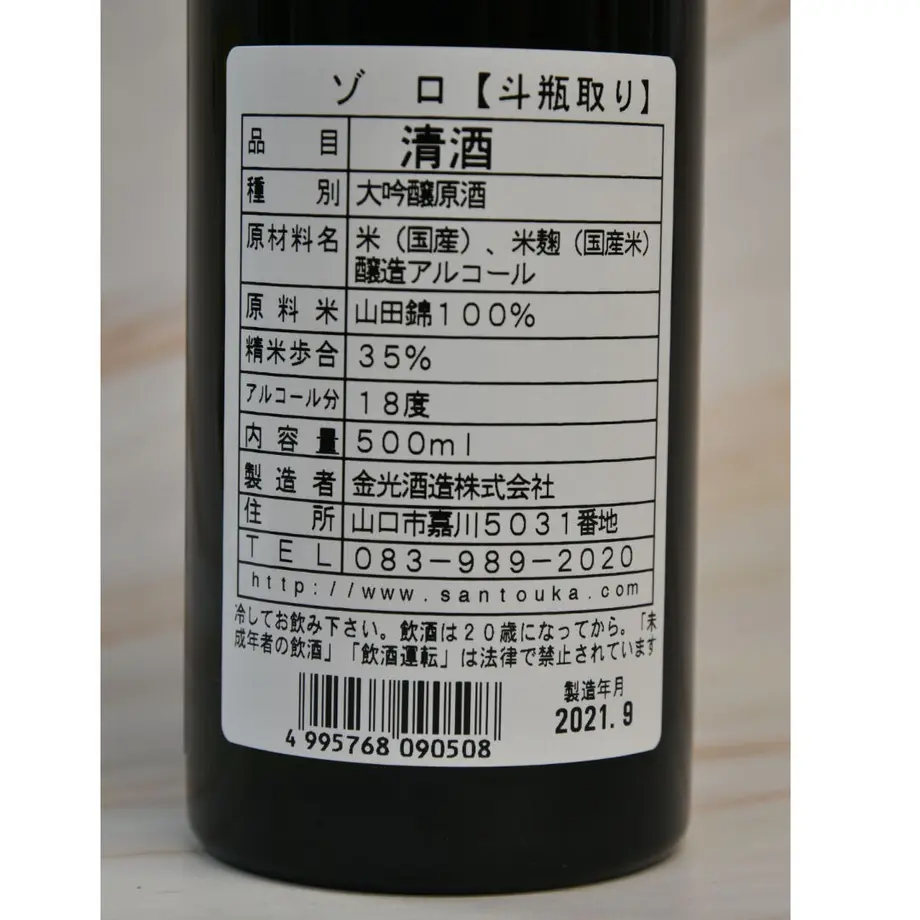 ゾロ【斗瓶取り】
品目 清酒
種別 大吟醸原酒
原材料名 米（国産）、米麹（国産米）
醸造アルコール
原料米 山田錦１００％
精米歩合 ３５％
アルコール分 １８度
内容量 ５００ｍｌ
製造者 金光酒造株式会社
住所 山口市嘉川５０３１番地
ＴＥＬ ０８３－９８９－２０２０
http://www.santouka.com
冷してお飲み下さい。飲酒は２０歳になってから。「未
成年者の飲酒」「飲酒運転」は法律で禁止されています
製造年月
2021.9
4 995768 090508